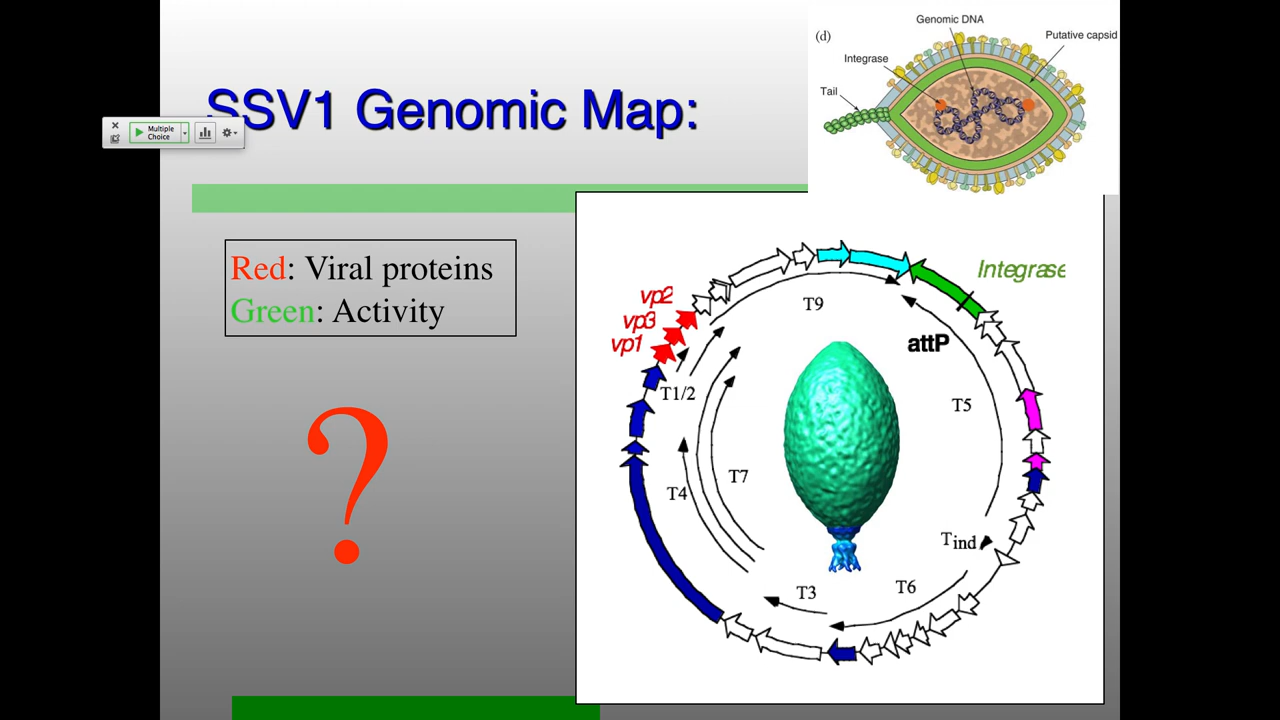 Genomic DNA
(d)
Putative capsid
Integrase
Tail
SSV1 Genomic Map:
Multiple
Choice
Red: Viral proteins
Green: Activity
?
Integrase
vp2
vp3
vp1
T9
attP
T1/2
T5
T7
T4
Tind
T3
T6